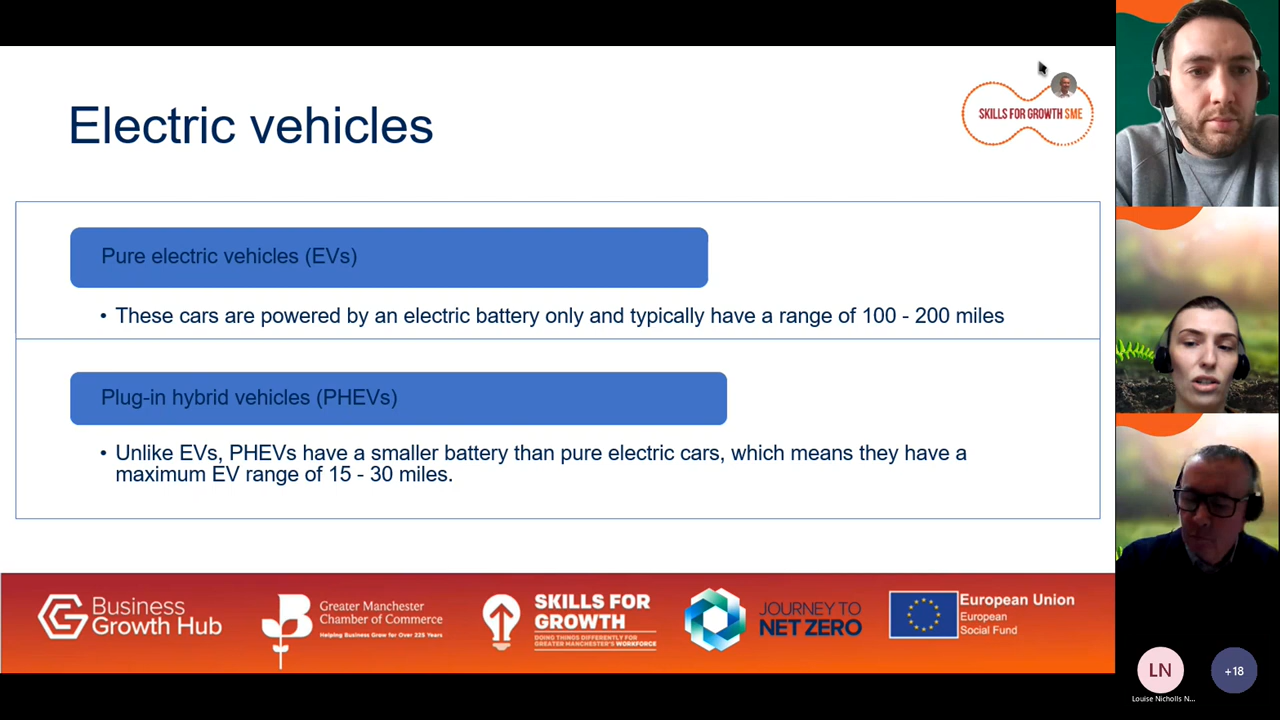 Electric vehicles
SKILLS FOR GROWTH SME
Pure electric vehicles (EVs)
• These cars are powered by an electric battery only and typically have a range of 100 - 200 miles
Plug-in hybrid vehicles (PHEVs)
• Unlike EVs, PHEVs have a smaller battery than pure electric cars, which means they have a
maximum EV range of 15 - 30 miles.
Business
Growth Hub
Greater Manchester
Chamber of Commerce
Helping Business Grow for Over 225 Years
SKILLS FOR
GROWTH
DOING THINGS DIFFERENTLY FOR
GREATER MANCHESTER'S WORKFORCE
JOURNEY TO
NET ZERO
European Union
European
Social Fund
LN
+18
Louise Nicholls N...